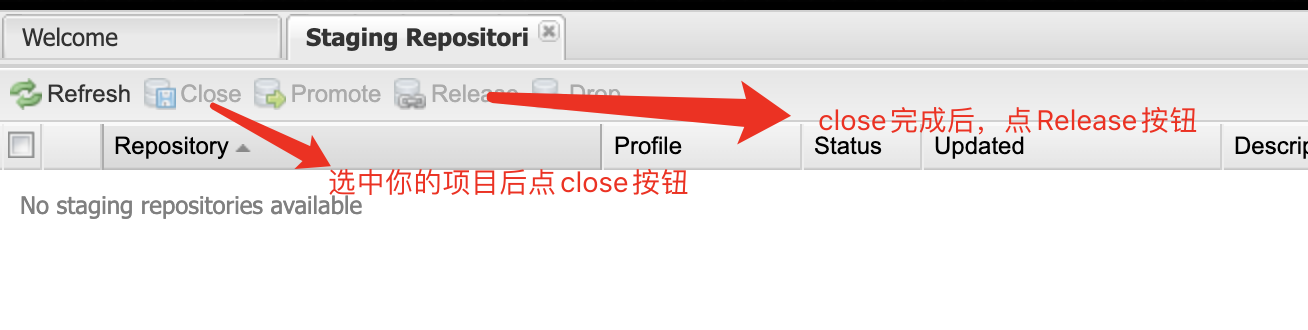 Welcome
Staging Repositori
Refresh Close Promote Release Drop
close完成后，点Release按钮
Repository Profile Status Updated Descrip
选中你的项目后点close按钮
No staging repositories available